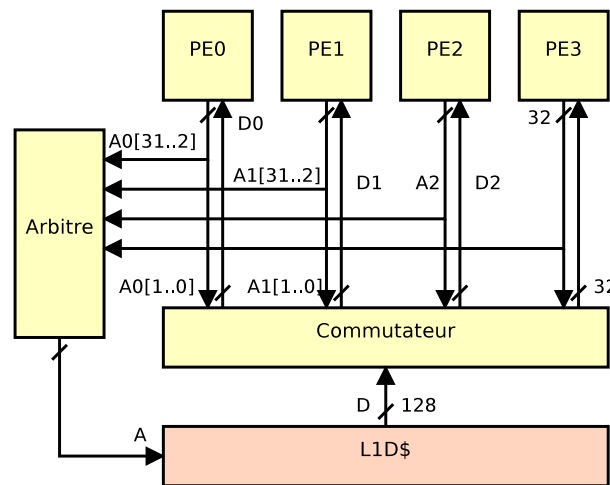 PE0 PE1 PE2 PE3
D0 32
A0[31..2]
A1[31..2] D1 A2 D2
Arbitre
A0[1..0] A1[1..0] 32
Commutateur
D 128
A L1D$